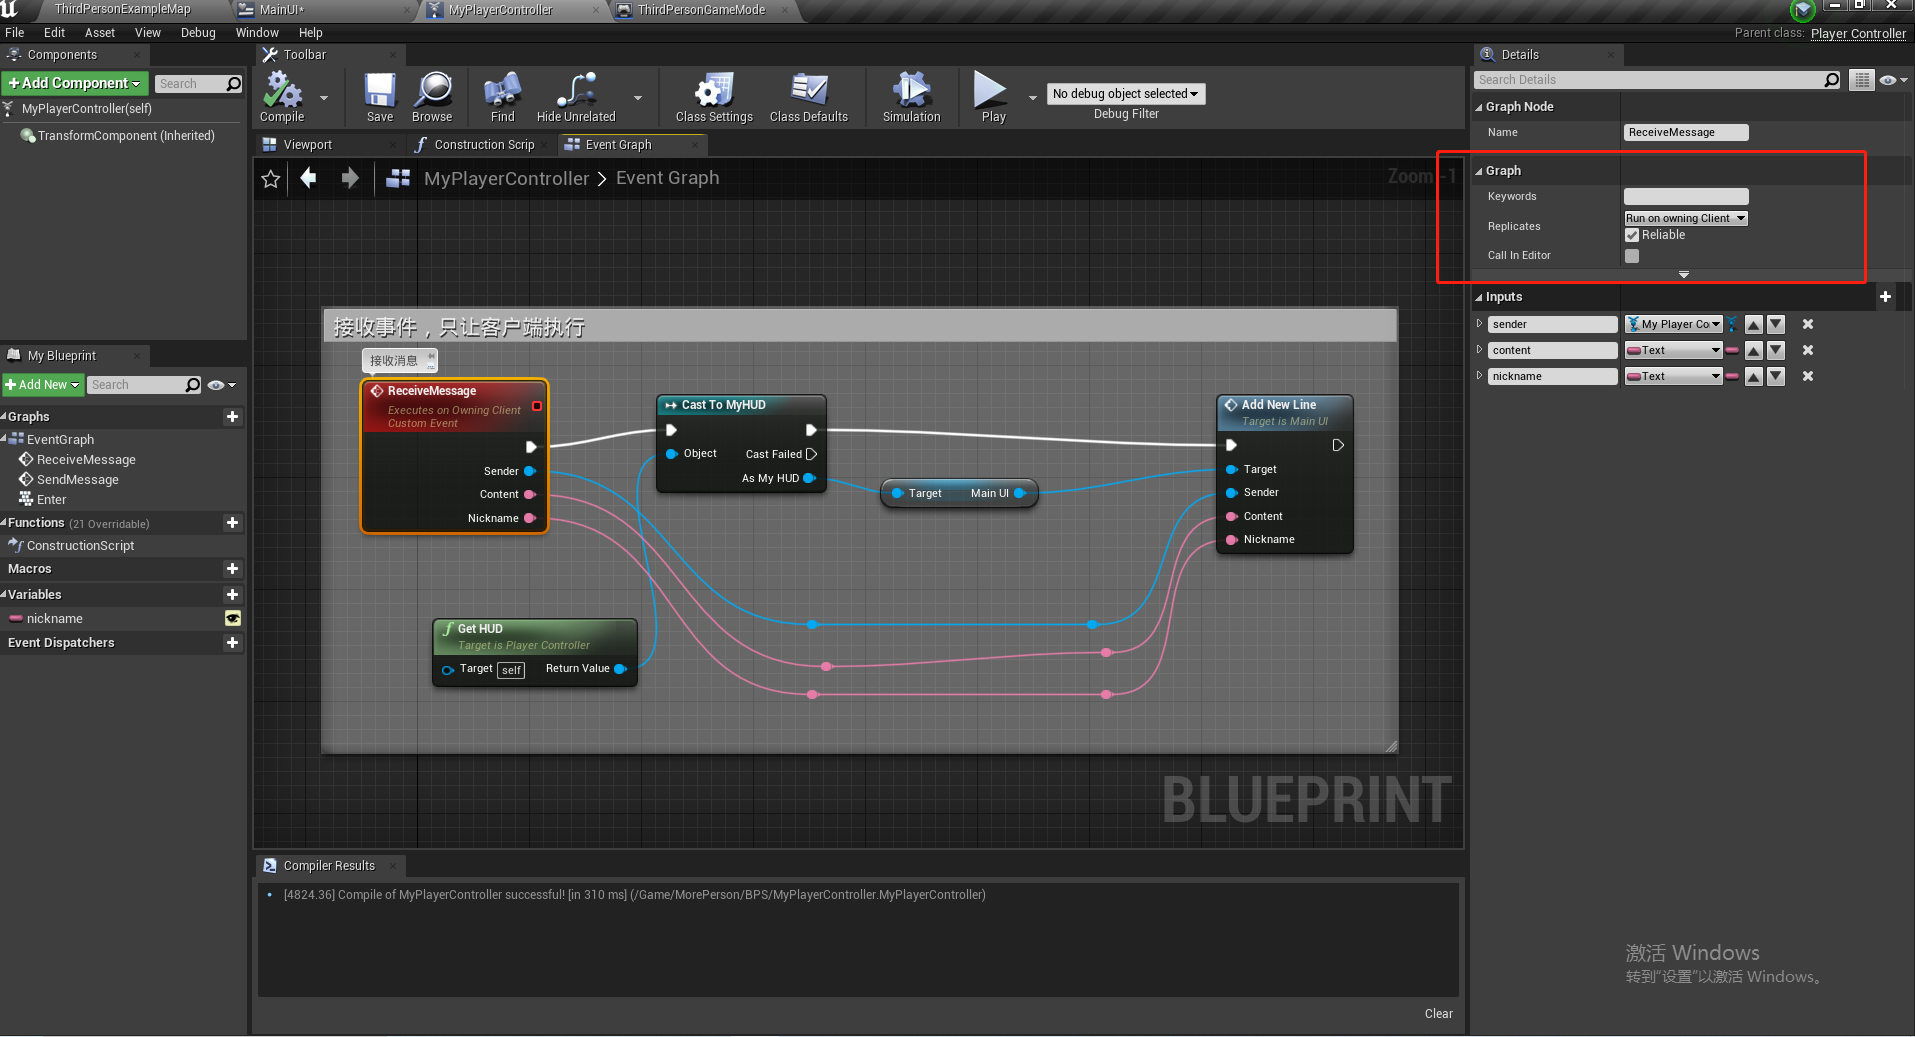 ThirdPersonExampleMap
MainUI*
MyPlayerController
ThirdPersonGameMode
File Edit Asset View Debug Window Help
Parent class: Player Controller
Components
+ Add Component
Search
MyPlayerController(self)
TransformComponent (Inherited)
Toolbar
Compile
Save
Browse
Find
Hide Unrelated
Class Settings
Class Defaults
Simulation
Play
No debug object selected
Debug Filter
Viewport
Construction Scrip
Event Graph
MyPlayerController > Event Graph
Zoom -1
My Blueprint
+ Add New
Search
Graphs
EventGraph
ReceiveMessage
SendMessage
Enter
Functions (21 Overridable)
ConstructionScript
Macros
Variables
nickname
Event Dispatchers
接收事件，只让客户端执行
接收消息
ReceiveMessage
Executes on Owning Client
Custom Event
Sender
Content
Nickname
Cast To MyHUD
Object
Cast Failed
As My HUD
Target
Main UI
Add New Line
Target is Main UI
Target
Sender
Content
Nickname
Get HUD
Target is Player Controller
Target self
Return Value
BLUEPRINT
Compiler Results
[4824.36] Compile of MyPlayerController successful! [in 310 ms] (/Game/MorePerson/BPS/MyPlayerController.MyPlayerController)
Clear
Details
Search Details
Graph Node
Name ReceiveMessage
Graph
Keywords
Replicates Run on owning Client
Reliable
Call In Editor
Inputs
sender My Player Co
content Text
nickname Text
激活 Windows
转到“设置”以激活 Windows。